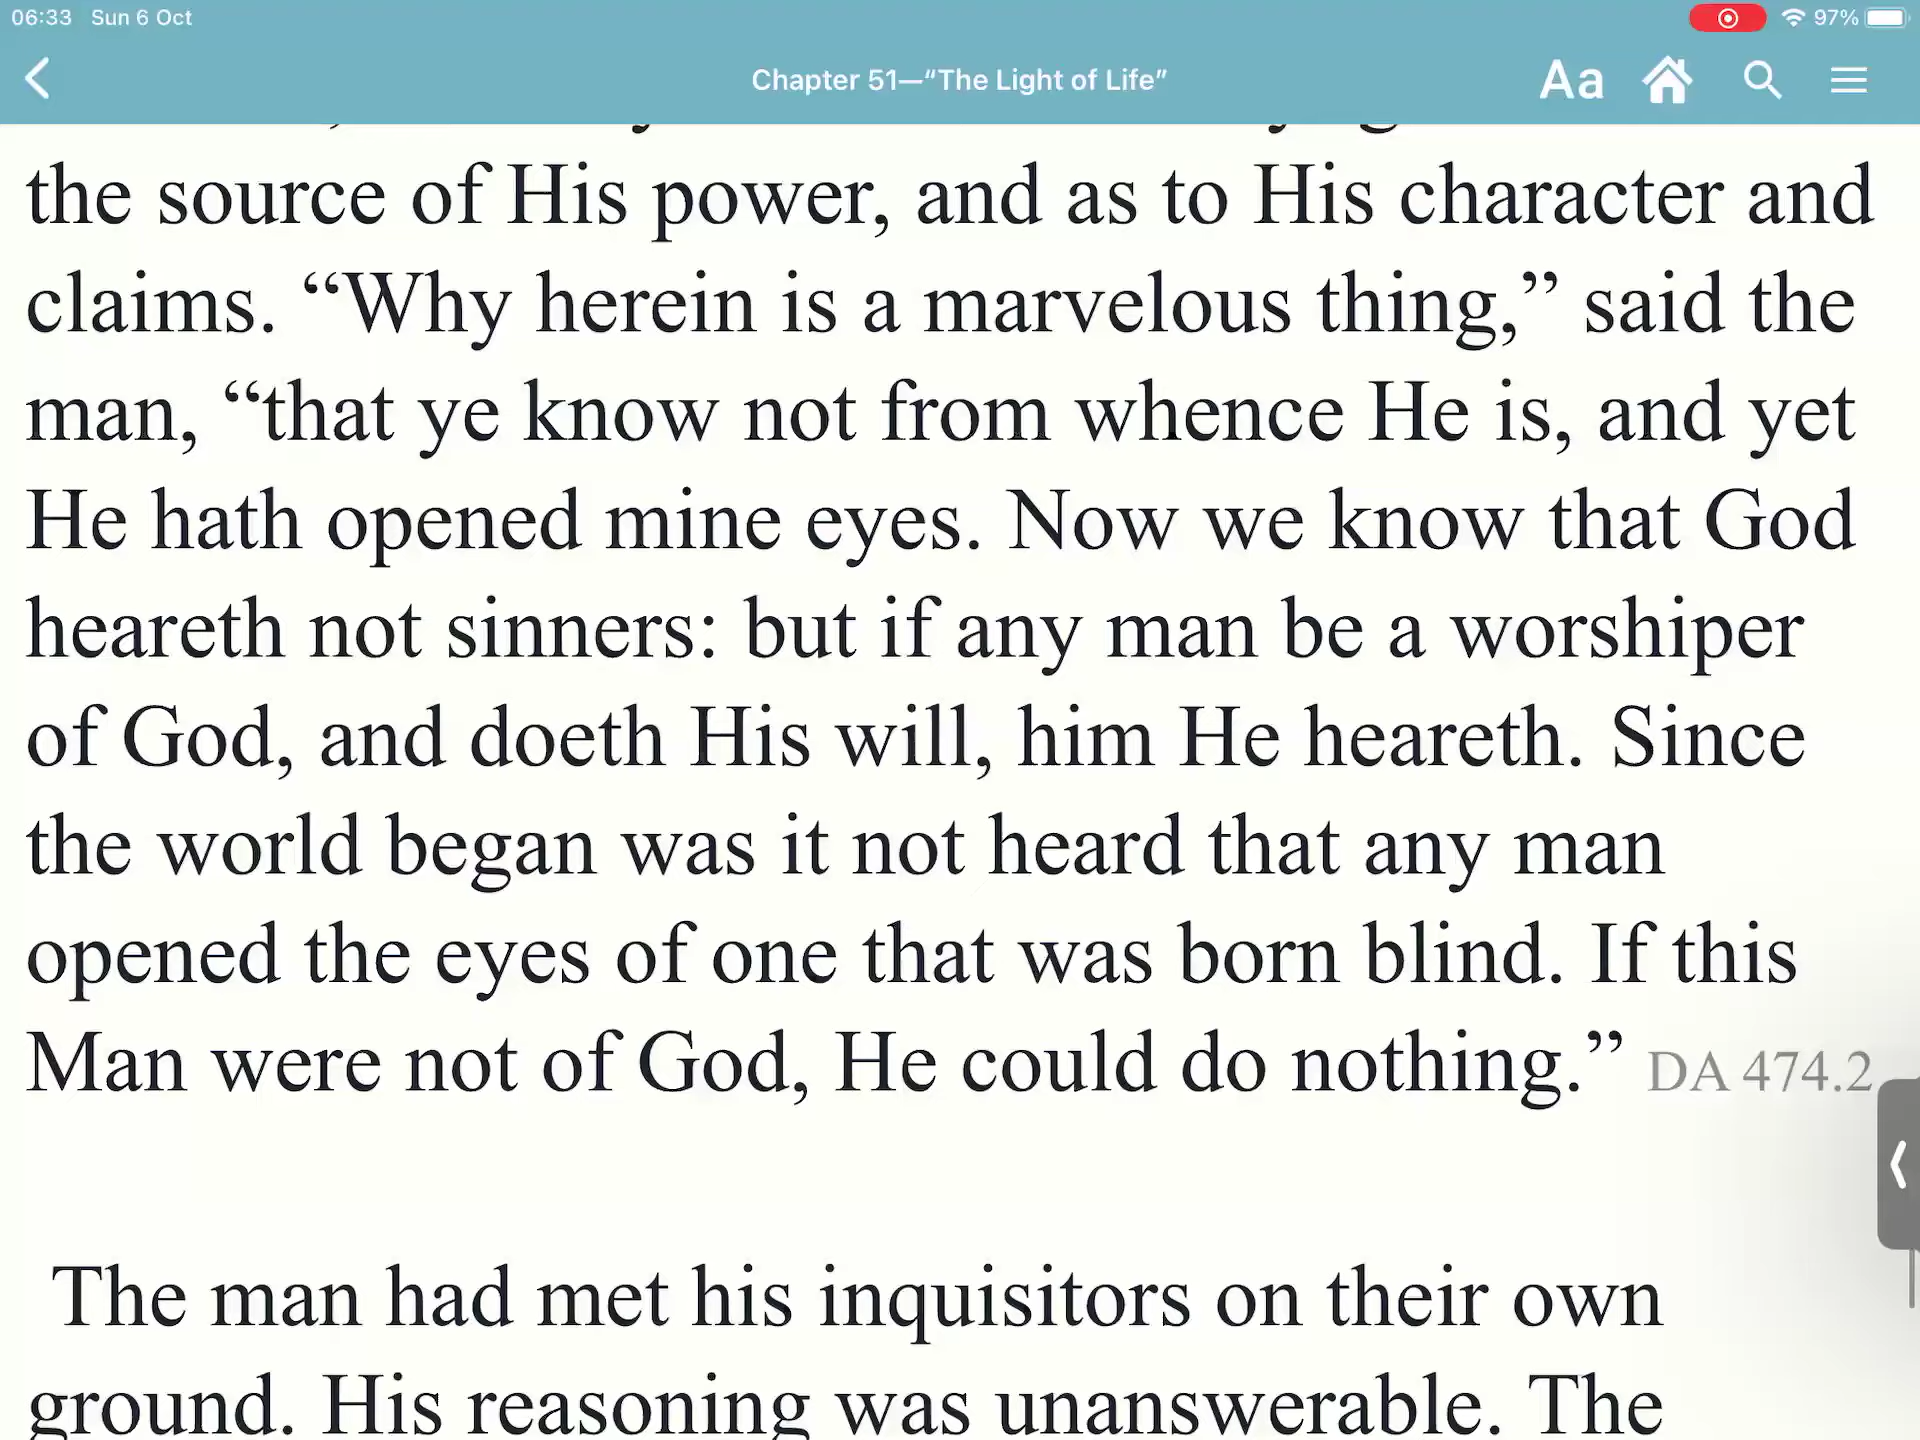 06:33 Sun 6 Oct
97%
Chapter 51—“The Light of Life”
Aa
the source of His power, and as to His character and
claims. “Why herein is a marvelous thing,” said the
man, “that ye know not from whence He is, and yet
He hath opened mine eyes. Now we know that God
heareth not sinners: but if any man be a worshiper
of God, and doeth His will, him He heareth. Since
the world began was it not heard that any man
opened the eyes of one that was born blind. If this
Man were not of God, He could do nothing.” DA 474.2
The man had met his inquisitors on their own
ground. His reasoning was unanswerable. The